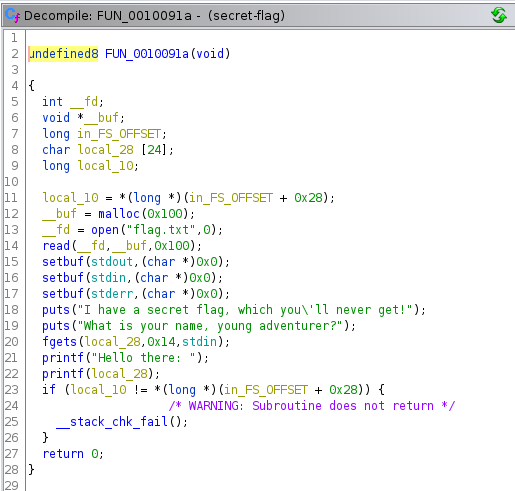 Decompile: FUN_0010091a - (secret-flag)
1
2 undefined8 FUN_0010091a(void)
3
4 {
5 int __fd;
6 void *__buf;
7 long in_FS_OFFSET;
8 char local_28 [24];
9 long local_10;
10
11 local_10 = *(long *)(in_FS_OFFSET + 0x28);
12 __buf = malloc(0x100);
13 __fd = open("flag.txt",0);
14 read(__fd,__buf,0x100);
15 setbuf(stdout,(char *)0x0);
16 setbuf(stdin,(char *)0x0);
17 setbuf(stderr,(char *)0x0);
18 puts("I have a secret flag, which you\'ll never get!");
19 puts("What is your name, young adventurer?");
20 fgets(local_28,0x14,stdin);
21 printf("Hello there: ");
22 printf(local_28);
23 if (local_10 != *(long *)(in_FS_OFFSET + 0x28)) {
24 /* WARNING: Subroutine does not return */
25 __stack_chk_fail();
26 }
27 return 0;
28 }
29